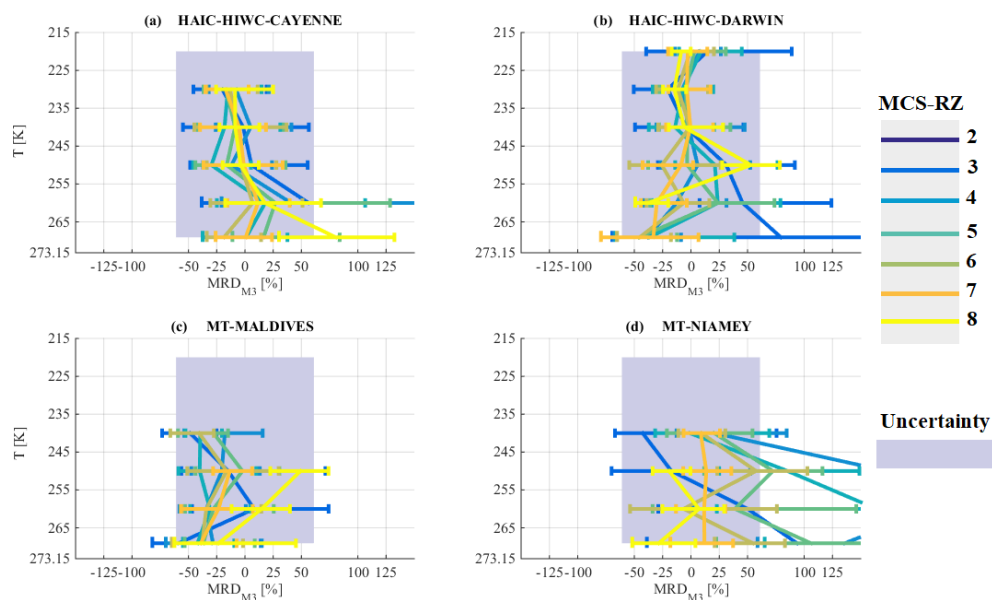 (a) HAIC-HIWC-CAYENNE
(b) HAIC-HIWC-DARWIN
215
225
235
245
255
265
273.15
T [K]
-125-100 -50 -25 0 25 50 75 125
MRD_M3 [%]
215
225
235
245
255
265
273.15
-125-100 -50 -25 0 25 50 75 125
MRD_M3 [%]
MCS-RZ
2
3
4
5
6
7
8
(c) MT-MALDIVES
(d) MT-NIAMEY
215
225
235
245
255
265
273.15
T [K]
-125-100 -50 -25 0 25 50 75 125
MRD_M3 [%]
215
225
235
245
255
265
273.15
-125-100 -50 -25 0 25 50 75 125
MRD_M3 [%]
Uncertainty